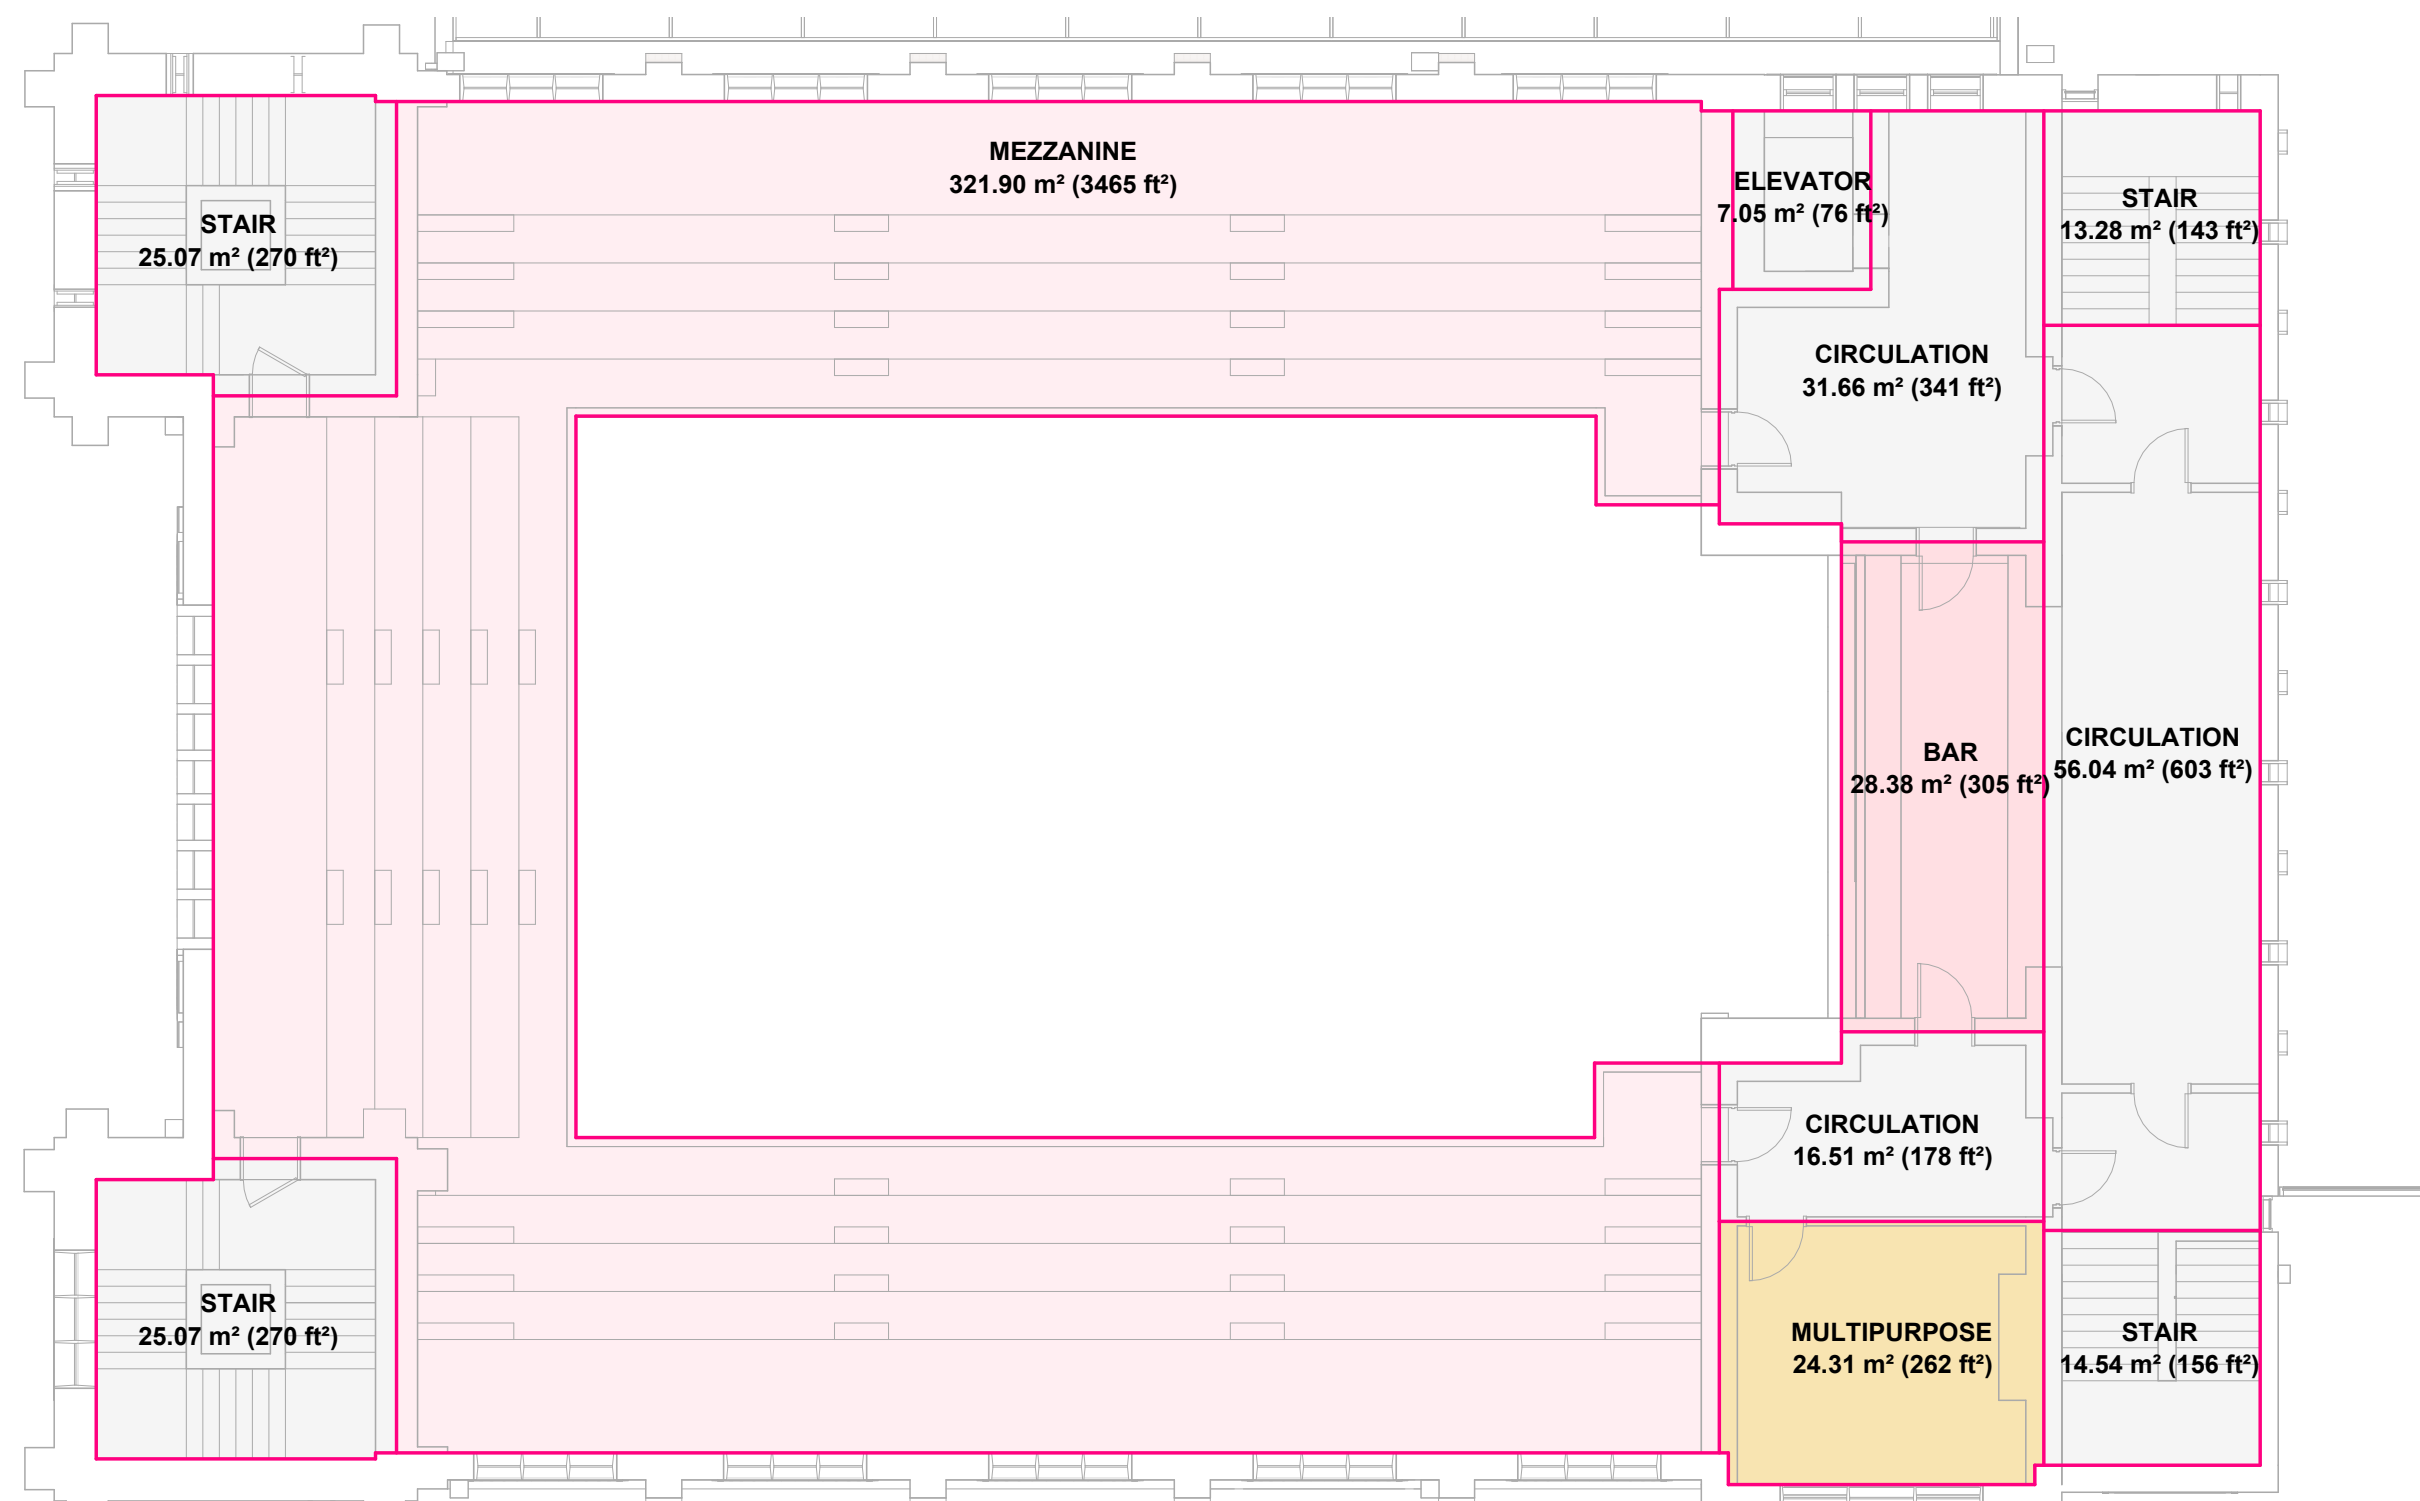 MEZZANINE
321.90 m² (3465 ft²)
ELEVATOR
7.05 m² (76 ft²)
STAIR
13.28 m² (143 ft²)
STAIR
25.07 m² (270 ft²)
CIRCULATION
31.66 m² (341 ft²)
BAR
28.38 m² (305 ft²)
CIRCULATION
56.04 m² (603 ft²)
CIRCULATION
16.51 m² (178 ft²)
STAIR
25.07 m² (270 ft²)
MULTIPURPOSE
24.31 m² (262 ft²)
STAIR
14.54 m² (156 ft²)